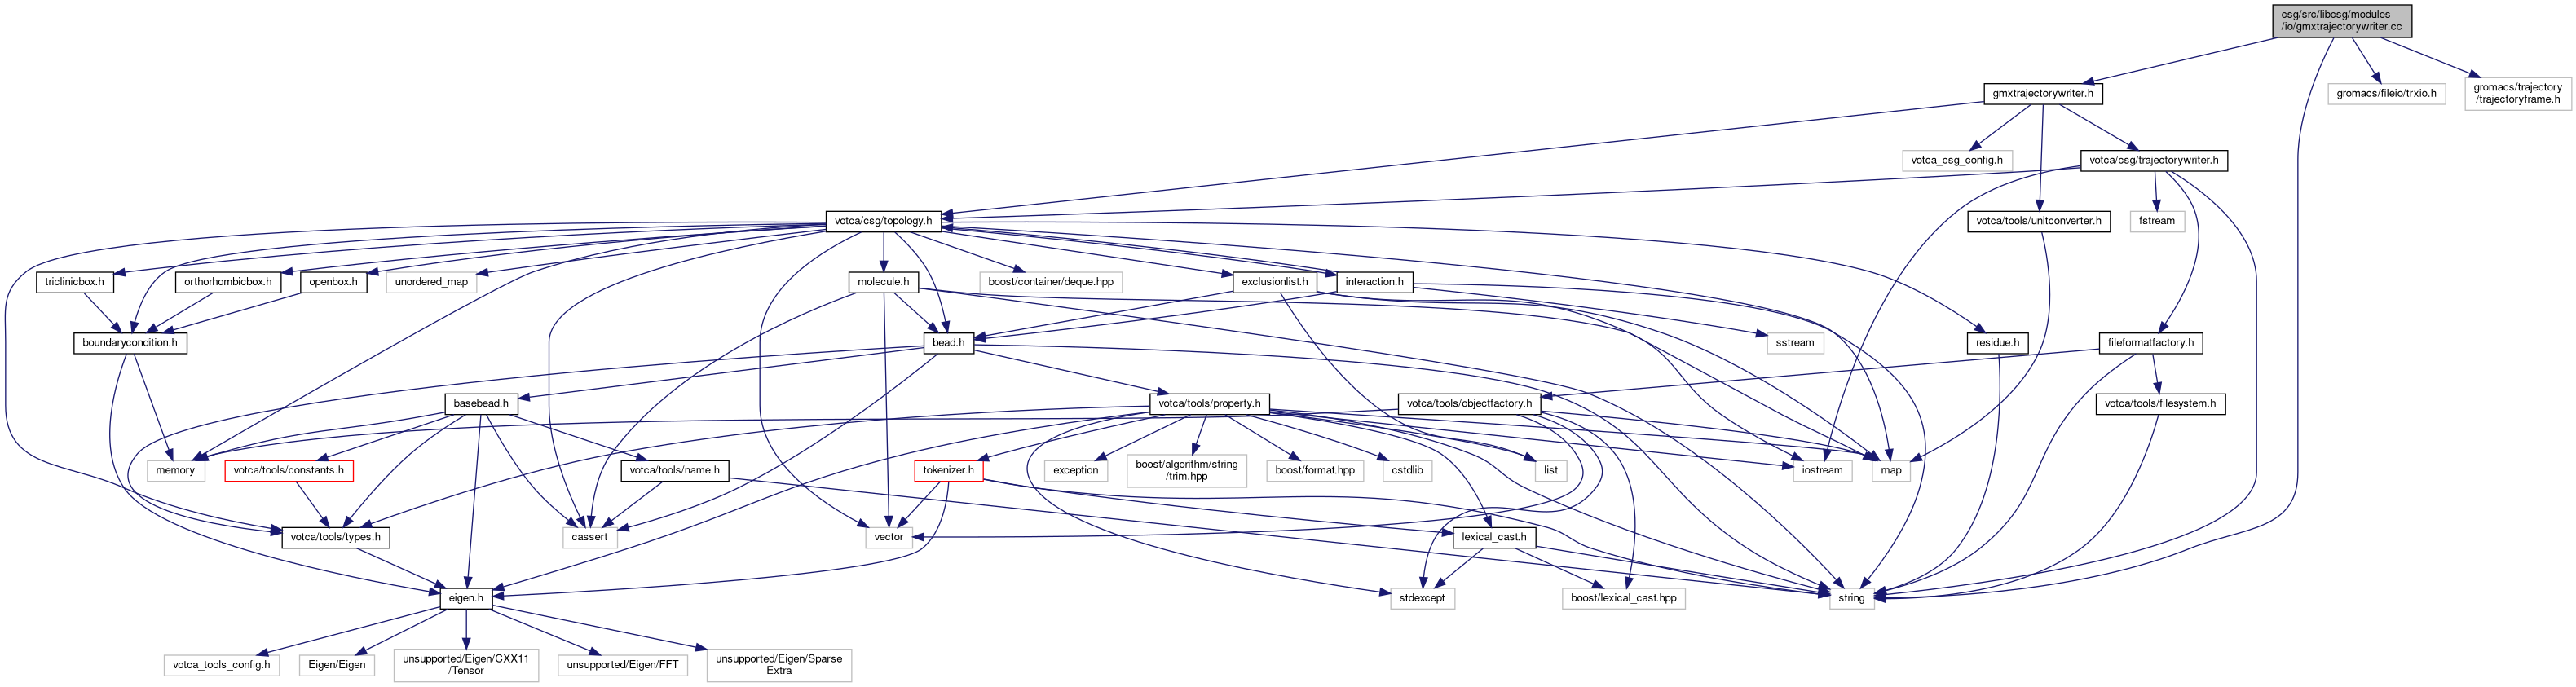 csg/src/libcsg/modules
/io/gmxtrajectorywriter.cc
gmxtrajectorywriter.h
gromacs/fileio/trxio.h
gromacs/trajectory
/trajectoryframe.h
votca_csg_config.h
votca/csg/trajectorywriter.h
votca/csg/topology.h
votca/tools/unitconverter.h
fstream
triclinicbox.h
orthorhombicbox.h
openbox.h
unordered_map
molecule.h
boost/container/deque.hpp
exclusionlist.h
interaction.h
boundarycondition.h
bead.h
sstream
residue.h
fileformatfactory.h
basebead.h
votca/tools/property.h
votca/tools/objectfactory.h
votca/tools/filesystem.h
memory
votca/tools/constants.h
votca/tools/name.h
tokenizer.h
exception
boost/algorithm/string
/trim.hpp
boost/format.hpp
cstdlib
list
iostream
map
votca/tools/types.h
cassert
vector
lexical_cast.h
eigen.h
stdexcept
boost/lexical_cast.hpp
string
votca_tools_config.h
Eigen/Eigen
unsupported/Eigen/CXX11
/Tensor
unsupported/Eigen/FFT
unsupported/Eigen/Sparse
Extra